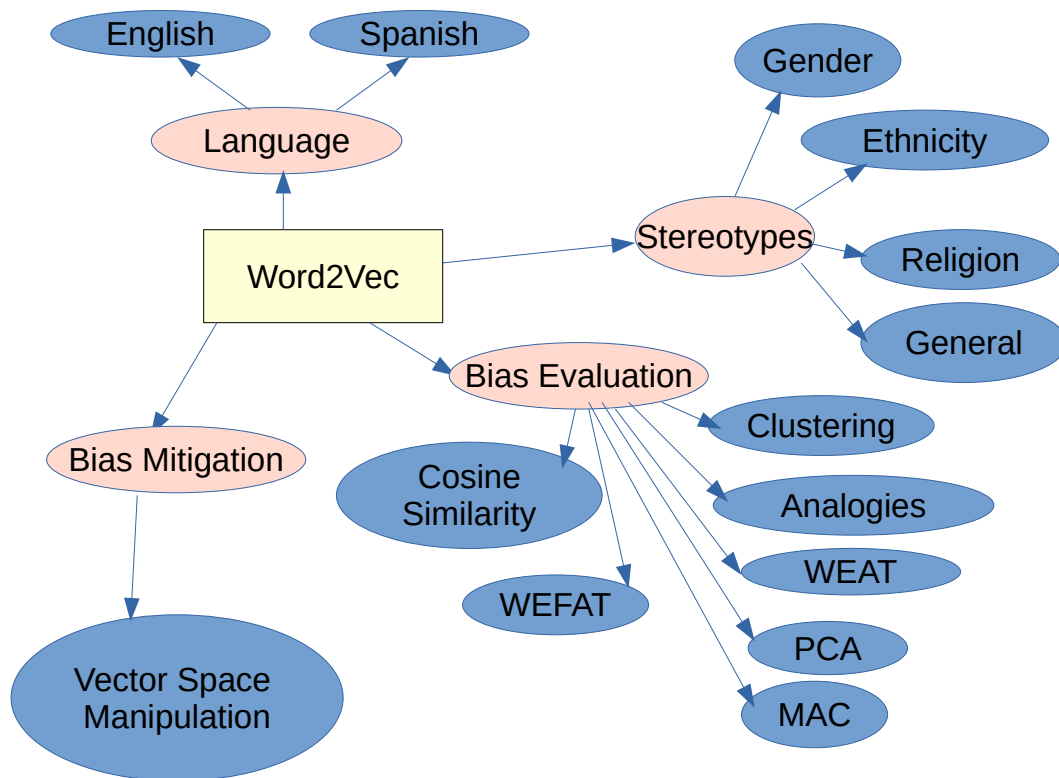 English
Spanish
Gender
Language
Ethnicity
Stereotypes
Religion
Word2Vec
General
Bias Evaluation
Clustering
Bias Mitigation
Cosine
Similarity
Analogies
WEAT
WEFAT
PCA
Vector Space
Manipulation
MAC